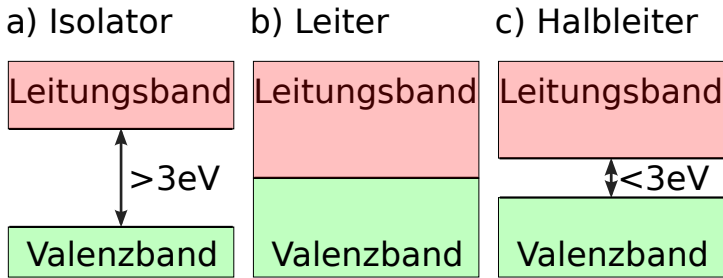 a) Isolator b) Leiter c) Halbleiter
Leitungsband Leitungsband Leitungsband
>3eV <3eV
Valenzband Valenzband Valenzband